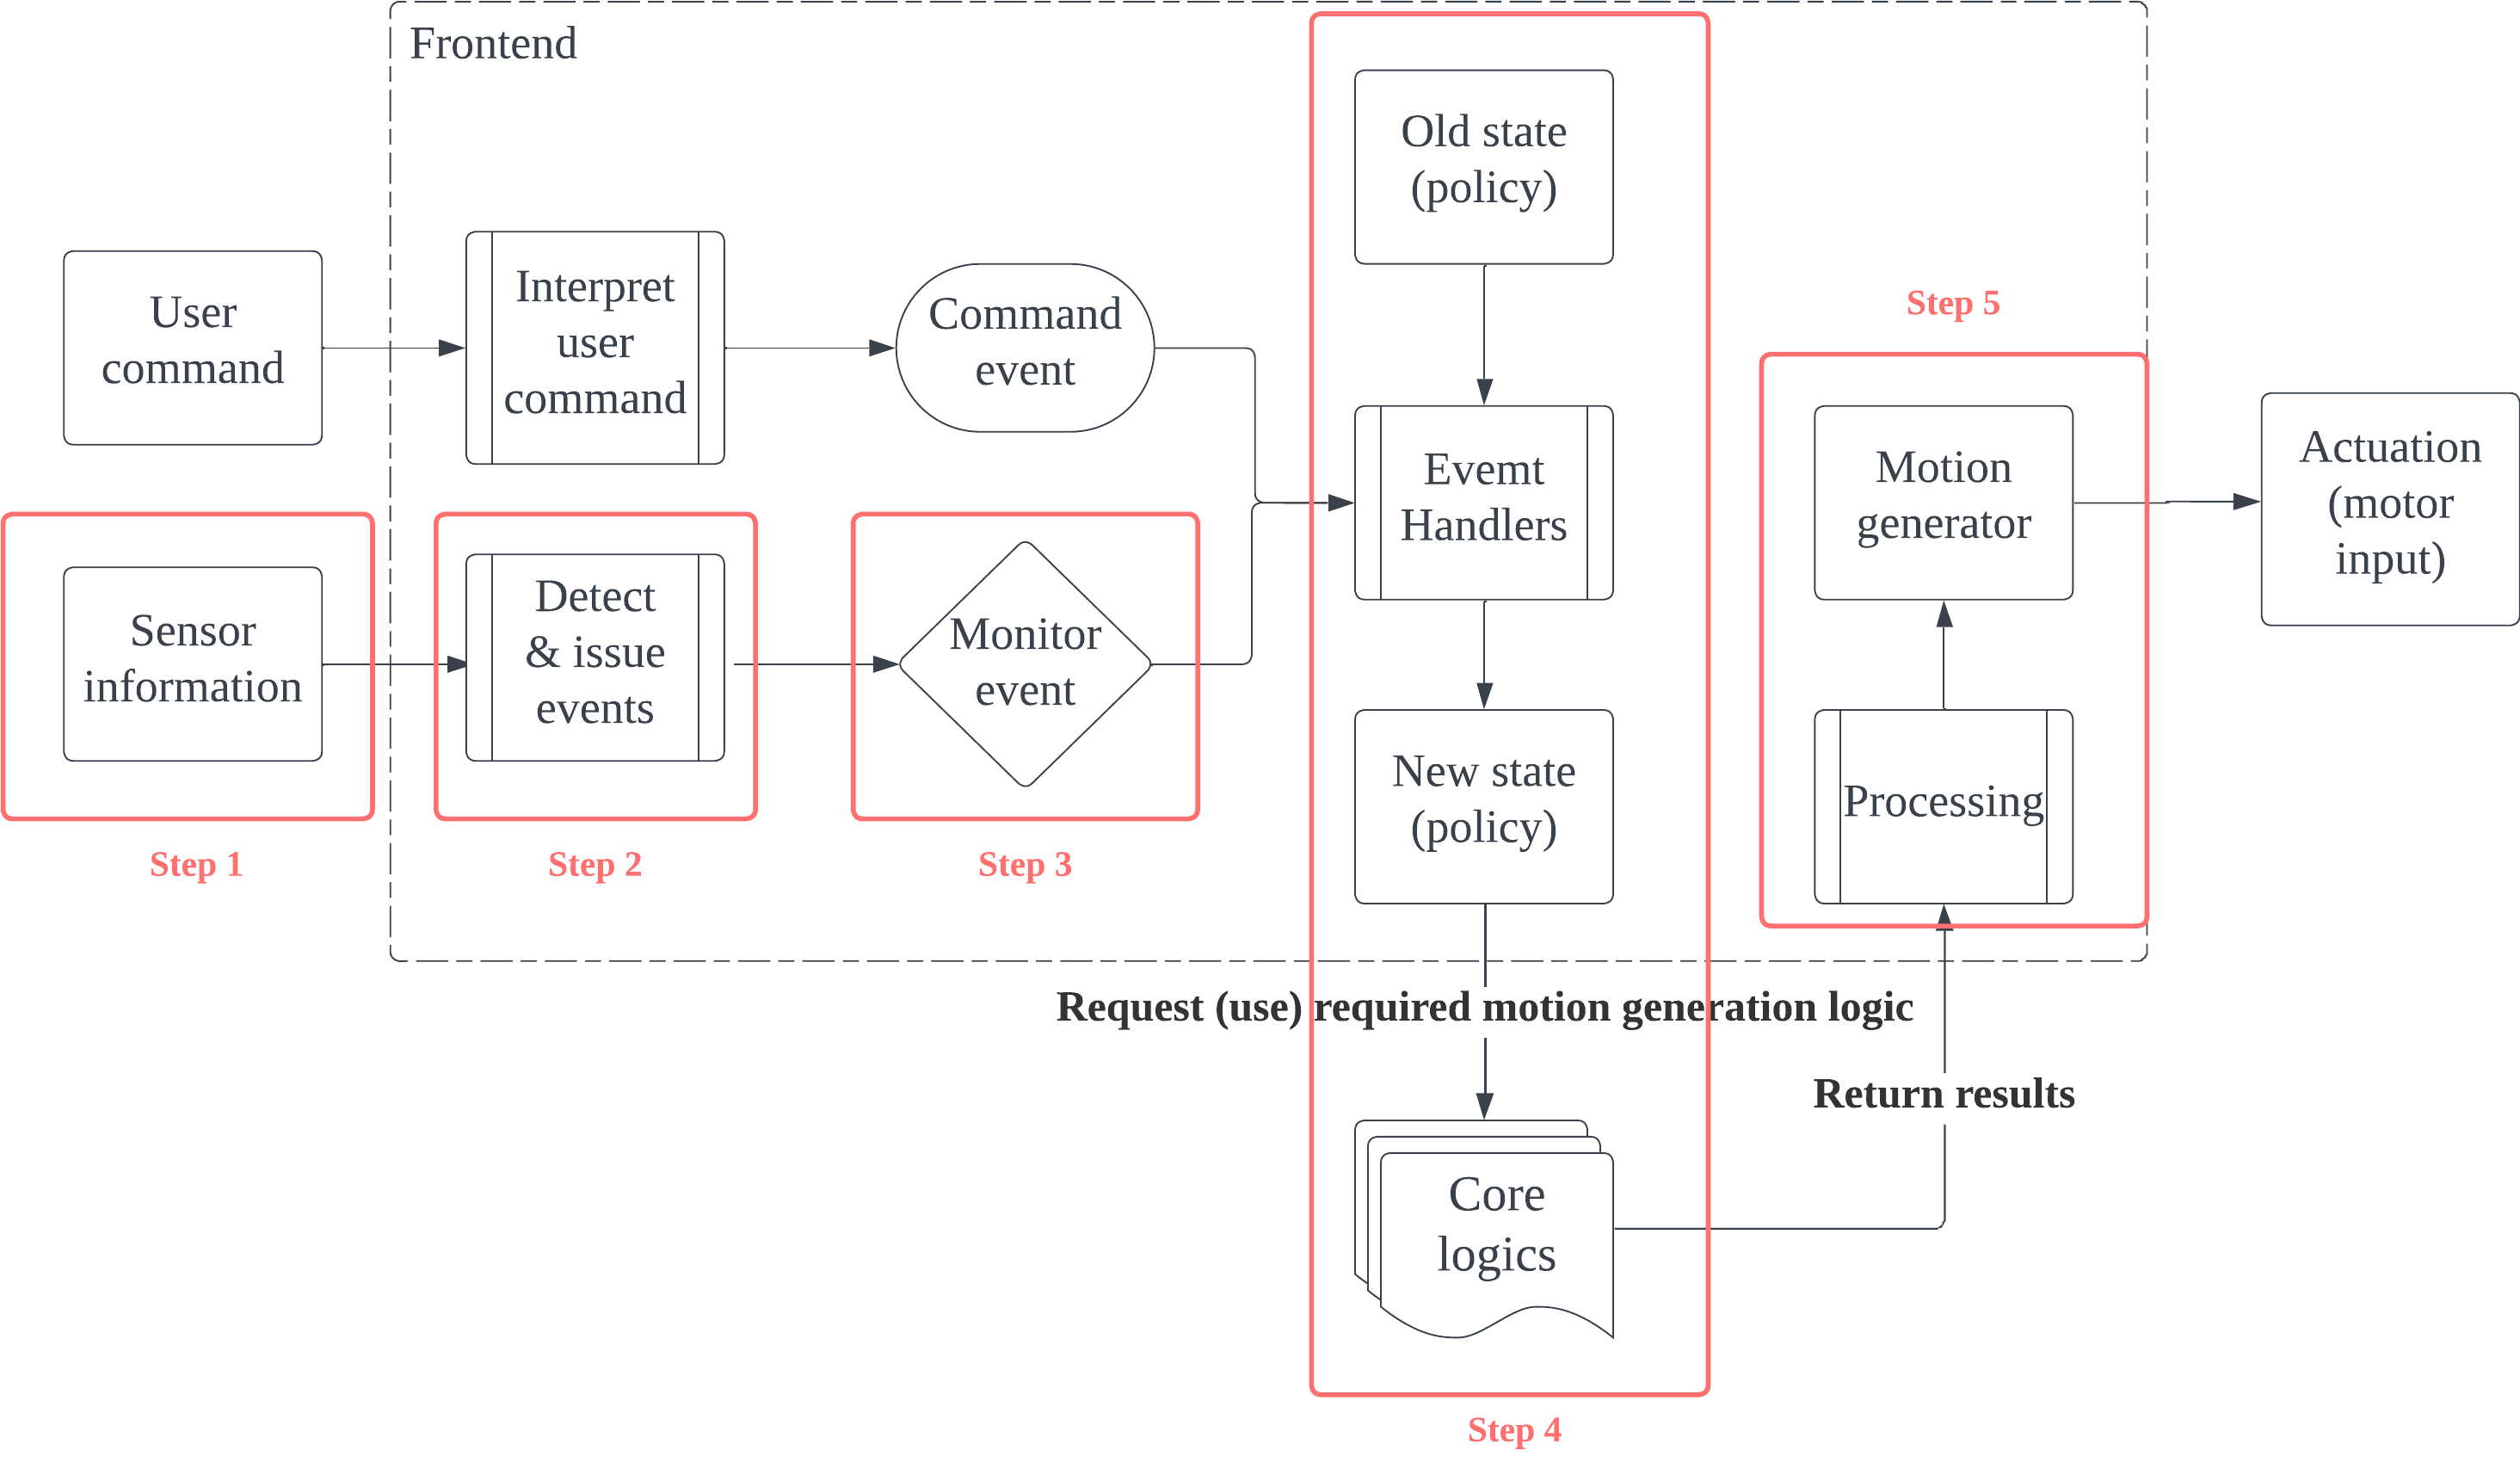 Frontend
Old state
(policy)
User
command
Interpret
user
command
Command
event
Step 5
Evemt
Handlers
Motion
generator
Actuation
(motor
input)
Sensor
information
Detect
& issue
events
Monitor
event
New state
(policy)
Processing
Step 1
Step 2
Step 3
Request (use) required motion generation logic
Return results
Core
logics
Step 4